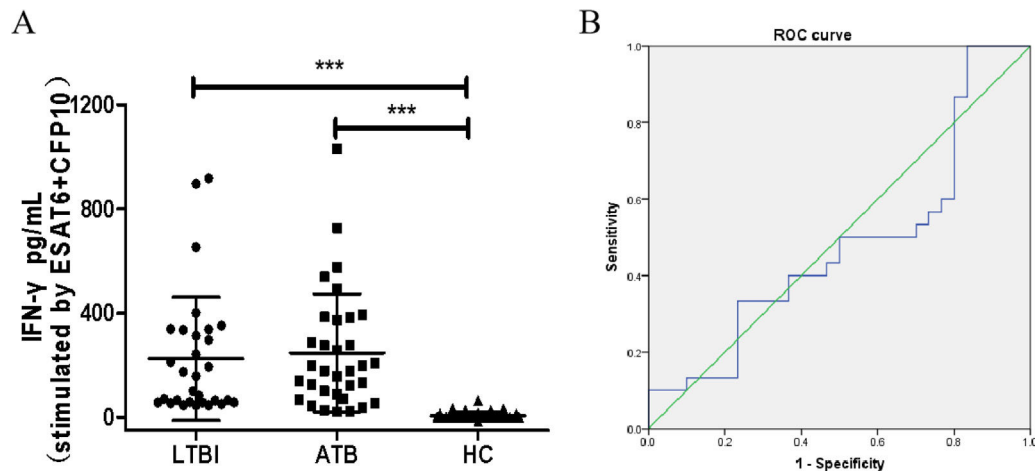 A
B
***
***
IFN-γ pg/mL
(stimulated by ESAT6+CFP10)
1200
800
400
0
LTBI
ATB
HC
ROC curve
Sensitivity
1.0
0.8
0.6
0.4
0.2
0.0
0.0
0.2
0.4
0.6
0.8
1.0
1 - Specificity